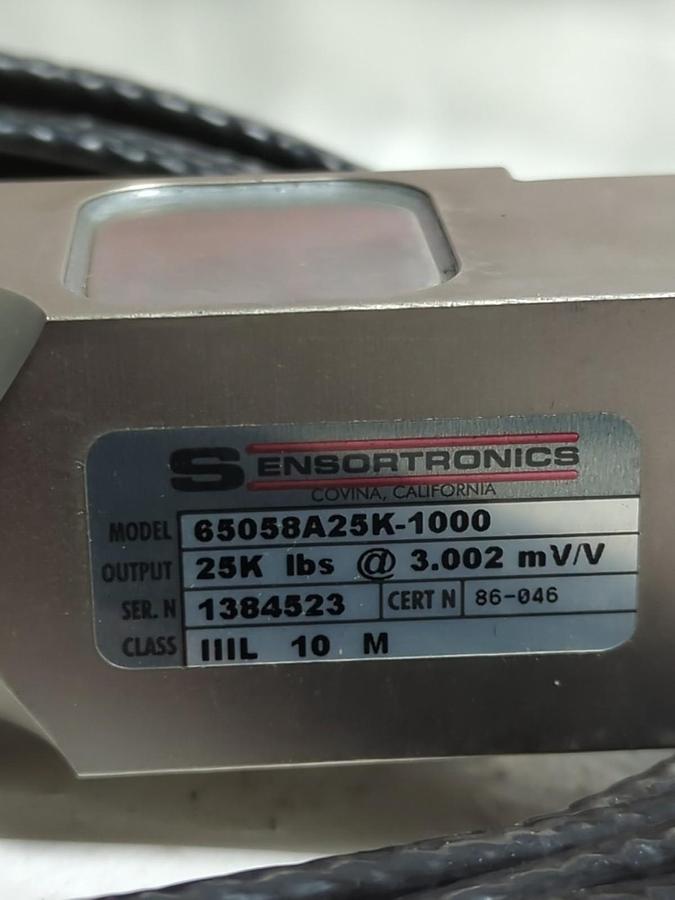 SENSORTRONICS
COVINA, CALIFORNIA
MODEL 65058A25K-1000
OUTPUT 25K lbs @ 3.002 mV/V
SER. N 1384523 CERT N 86-046
CLASS IIIL 10 M